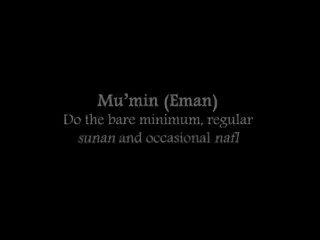 Mu'min (Eman)
Do the bare minimum, regular
sunan and occasional nafl